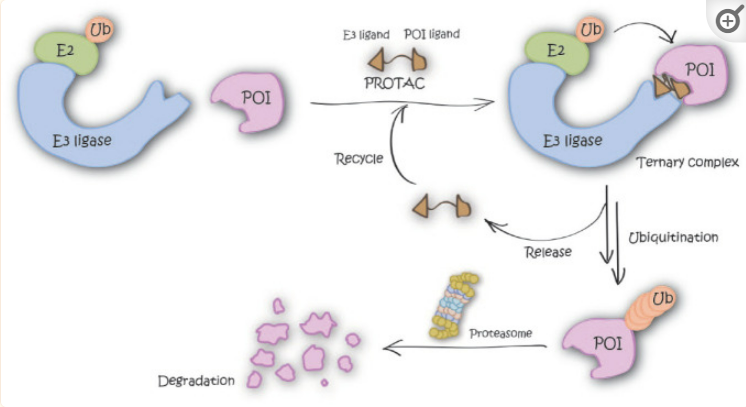 Ub
E2
E3 ligase
POI
E3 ligand POI ligand
PROTAC
Recycle
Ub
E2
POI
E3 ligase
Ternary complex
Release
Ubiquitination
Ub
POI
Proteasome
Degradation